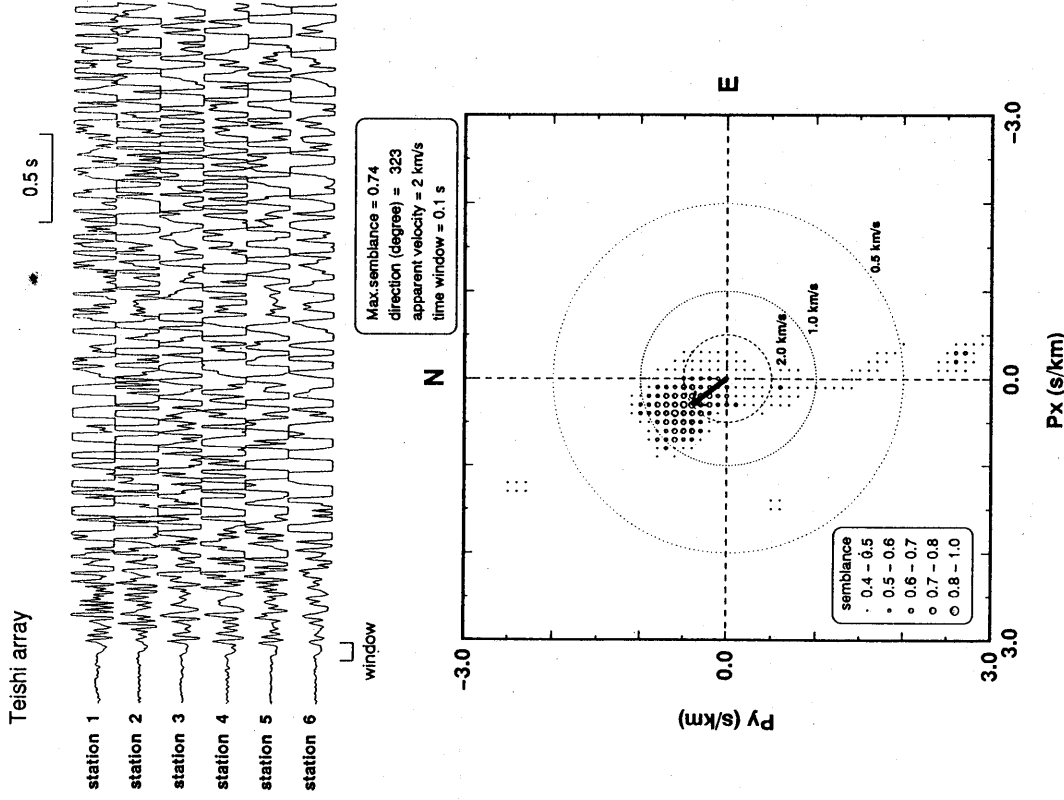 Teishi array
0.5 s
station 1
station 2
station 3
station 4
station 5
station 6
window
Max.semblance = 0.74
direction (degree) = 323
apparent velocity = 2 km/s
time window = 0.1 s
N
E
-3.0
0.0
3.0
Py (s/km)
2.0 km/s
1.0 km/s
0.5 km/s
semblance
0.4 – 0.5
0.5 – 0.6
0.6 – 0.7
0.7 – 0.8
0.8 – 1.0
3.0
0.0
-3.0
Px (s/km)